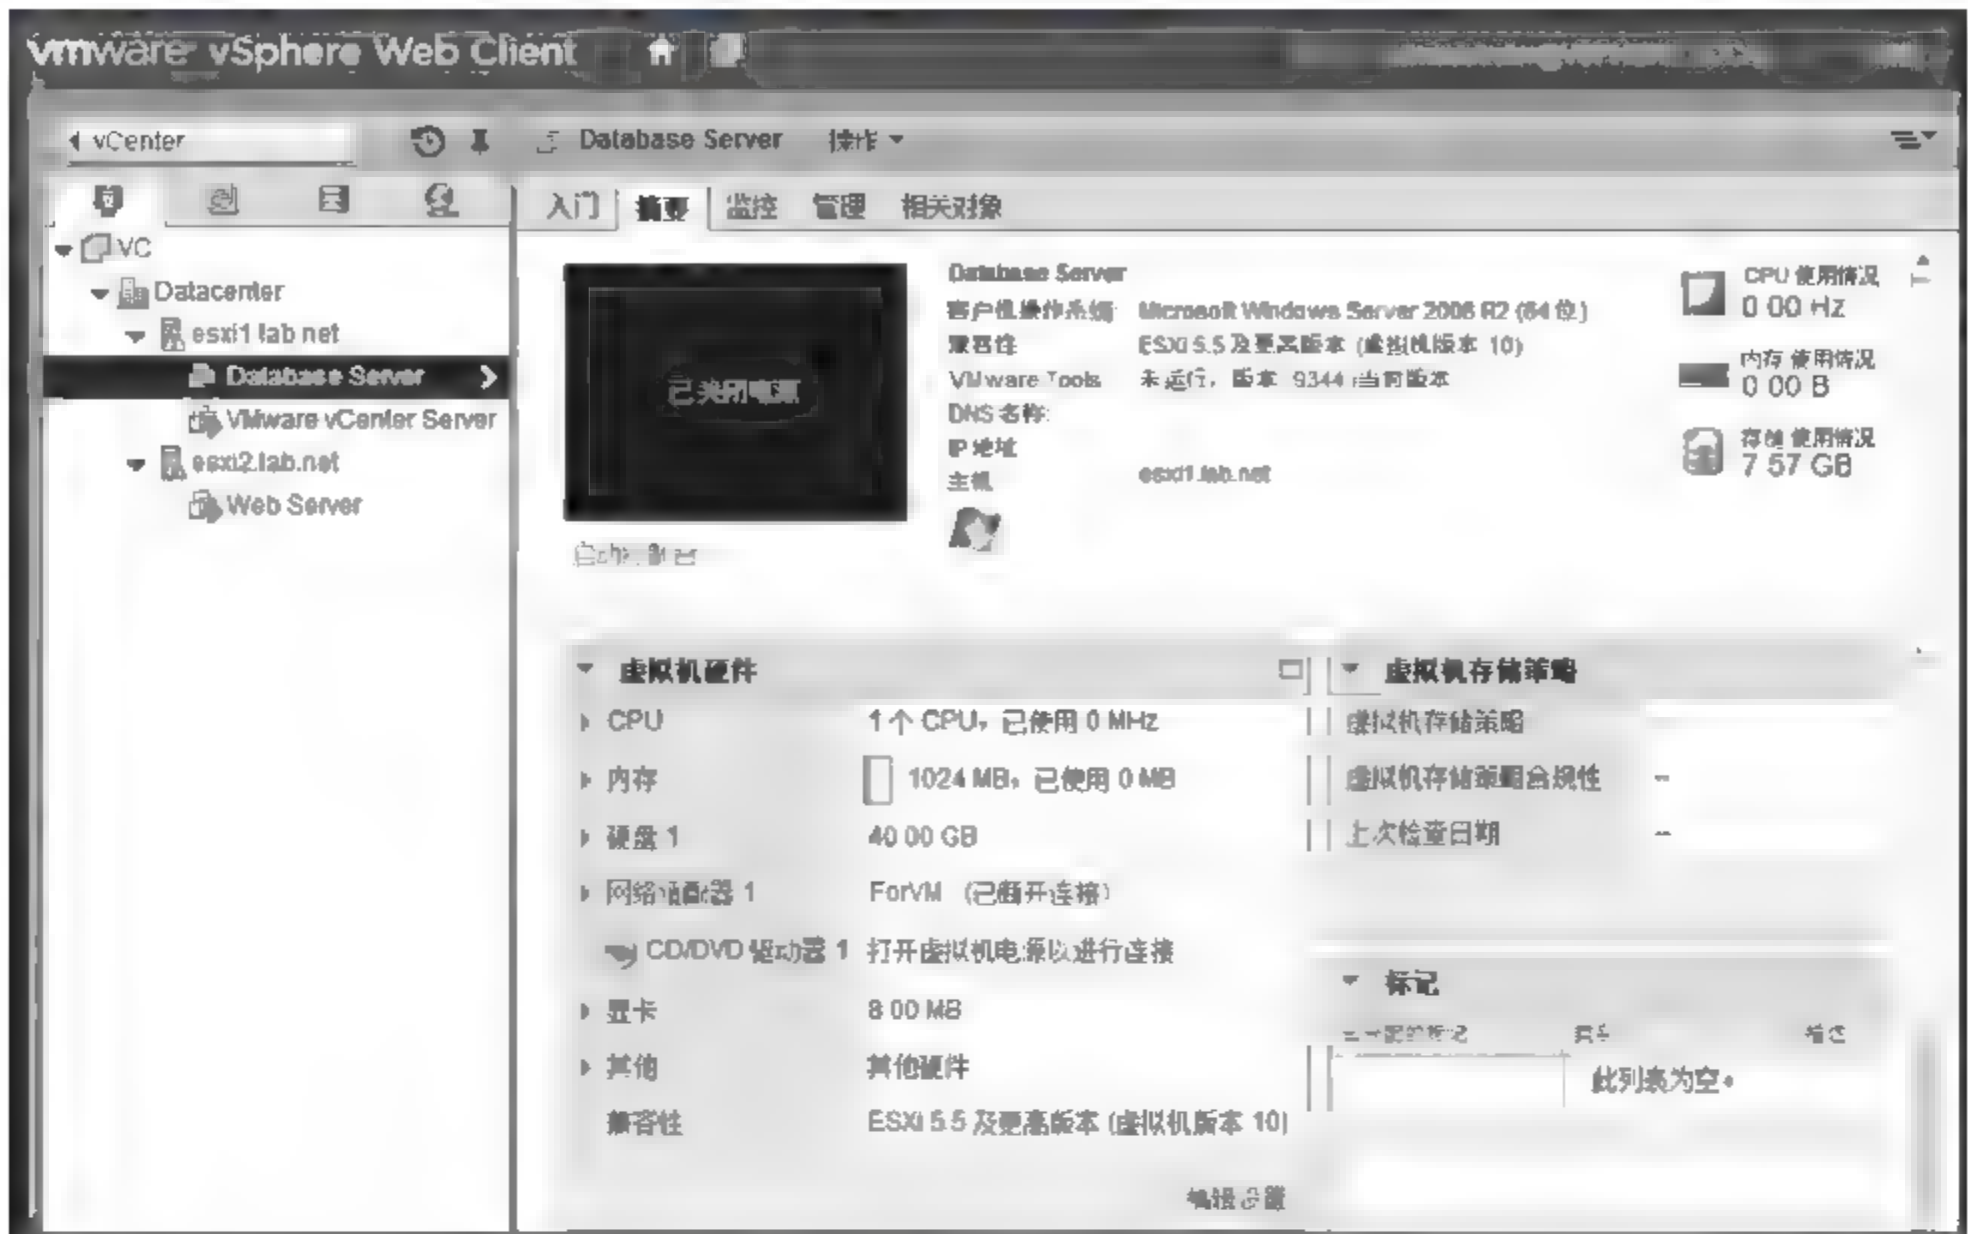 vmware vSphere Web Client
vCenter
Database Server 操作
入门 摘要 监控 管理 相关对象
VC
Datacenter
esxi1.lab.net
Database Server
VMware vCenter Server
esxi2.lab.net
Web Server
已关闭电源
Database Server
客户机操作系统: Microsoft Windows Server 2008 R2 (64 位)
兼容性 ESXi 5.5 及更高版本 (虚拟机版本 10)
VMware Tools 未运行，版本 9344 (当前版本
DNS 名称:
IP 地址
主机 esxi1.lab.net
CPU 使用情况
0 00 Hz
内存 使用情况
0 00 B
存储 使用情况
7 57 GB
虚拟机硬件
CPU 1 个 CPU，已使用 0 MHz
内存 1024 MB，已使用 0 MB
硬盘 1 40 00 GB
网络适配器 1 ForVM (已断开连接)
CD/DVD 驱动器 1 打开虚拟机电源以进行连接
显卡 8 00 MB
其他 其他硬件
兼容性 ESXi 5.5 及更高版本 (虚拟机版本 10)
编辑设置
虚拟机存储策略
虚拟机存储策略
虚拟机存储策略合规性 --
上次检查日期 --
标记
此列表为空。